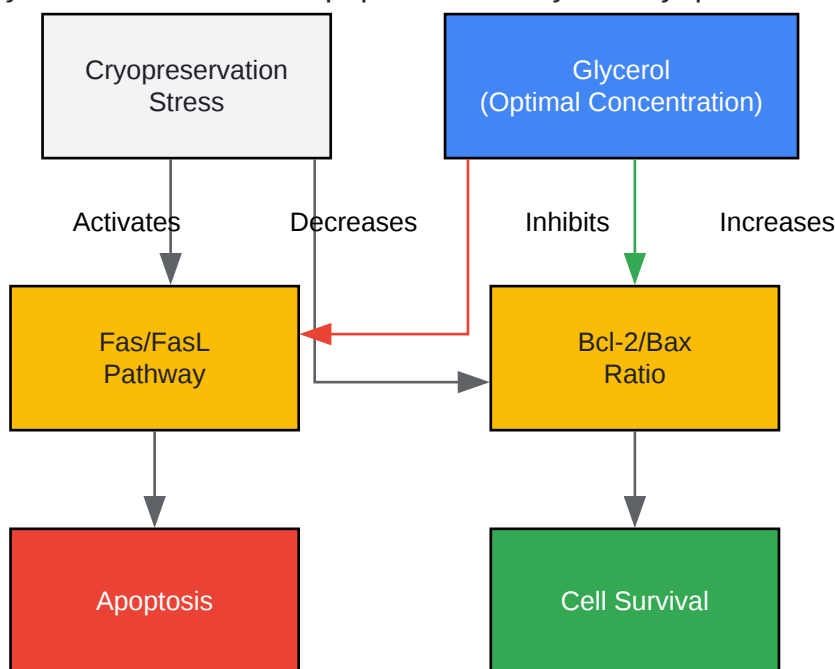 Cryopreservation
Stress
Glycerol
(Optimal Concentration)
Activates
Decreases
Inhibits
Increases
Fas/FasL
Pathway
Bcl-2/Bax
Ratio
Apoptosis
Cell Survival